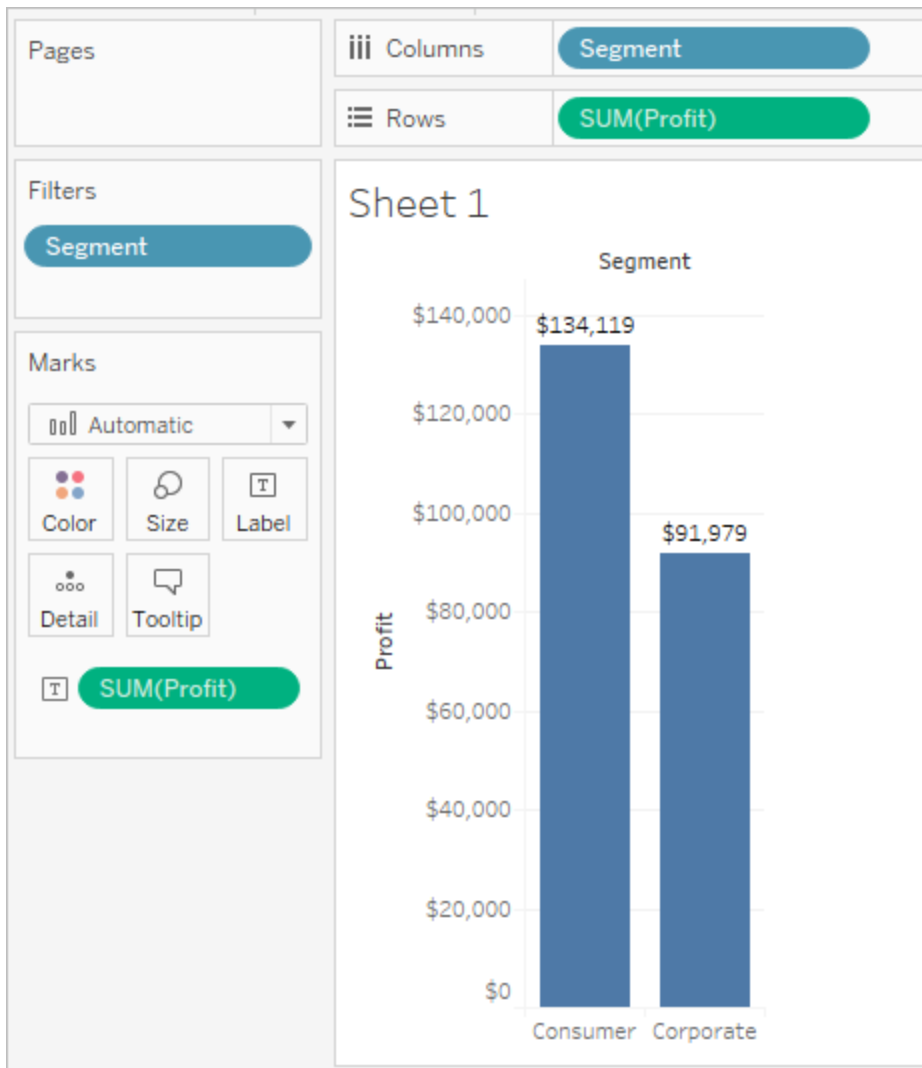 Pages
Columns
Segment
Rows
SUM(Profit)
Filters
Segment
Marks
Automatic
Color
Size
T
Label
Detail
Tooltip
T
SUM(Profit)
Sheet 1
Segment
Profit
$140,000
$120,000
$100,000
$80,000
$60,000
$40,000
$20,000
$0
$134,119
$91,979
Consumer
Corporate